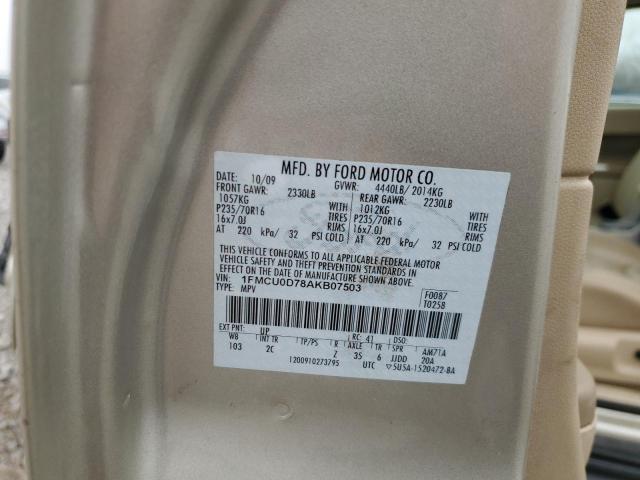 MFD. BY FORD MOTOR CO.
DATE: 10/09 GVWR: 4440LB/ 2014KG
FRONT GAWR: 2330LB REAR GAWR: 2230LB
1057KG WITH 1012KG WITH
P235/70R16 TIRES P235/70R16 TIRES
16x7.0J RIMS 16x7.0J RIMS
AT 220 kPa/ 32 PSI COLD AT 220 kPa/ 32 PSI COLD
THIS VEHICLE CONFORMS TO ALL APPLICABLE FEDERAL MOTOR
VEHICLE SAFETY AND THEFT PREVENTION STANDARDS IN
EFFECT ON THE DATE OF MANUFACTURE SHOWN ABOVE.
VIN: 1FMCU0D78AKB07503 F0087
TYPE: MPV T0258
EXT PNT: UP RC: 41 DSO:
WB INT TR TP/PS R AXLE TR SPR AM71A
103 2C Z 35 6 JJDD 20A
1200910273795 UTC ▽5U5A-1520472-BA